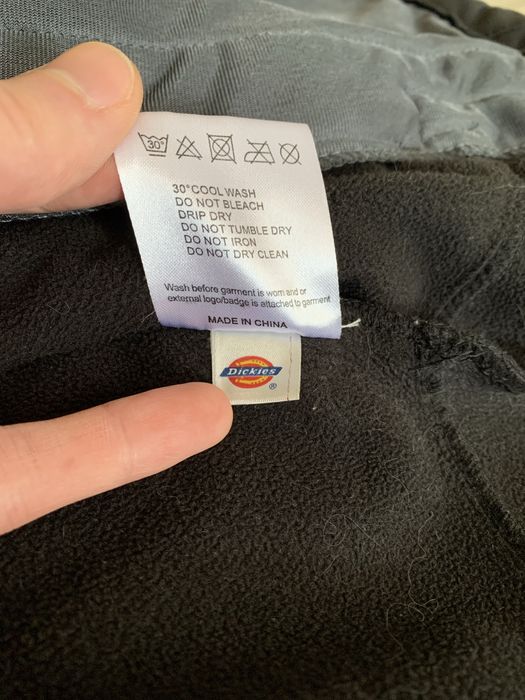 30°
30°COOL WASH
DO NOT BLEACH
DRIP DRY
DO NOT TUMBLE DRY
DO NOT IRON
DO NOT DRY CLEAN
Wash before garment is worn and or
external logo/badge is attached to garment
MADE IN CHINA
Dickies
®